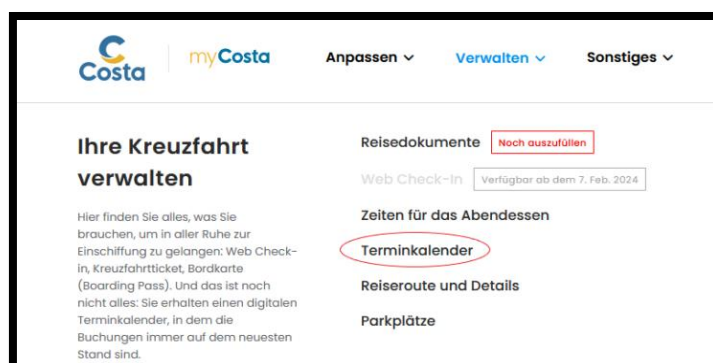 Costa
myCosta
Anpassen
Verwalten
Sonstiges
Ihre Kreuzfahrt
verwalten
Hier finden Sie alles, was Sie
brauchen, um in aller Ruhe zur
Einschiffung zu gelangen: Web Check-
in, Kreuzfahrtticket, Bordkarte
(Boarding Pass). Und das ist noch
nicht alles: Sie erhalten einen digitalen
Terminkalender, in dem die
Buchungen immer auf dem neuesten
Stand sind.
Reisedokumente Noch auszufüllen
Web Check-In Verfügbar ab dem 7. Feb. 2024
Zeiten für das Abendessen
Terminkalender
Reiseroute und Details
Parkplätze